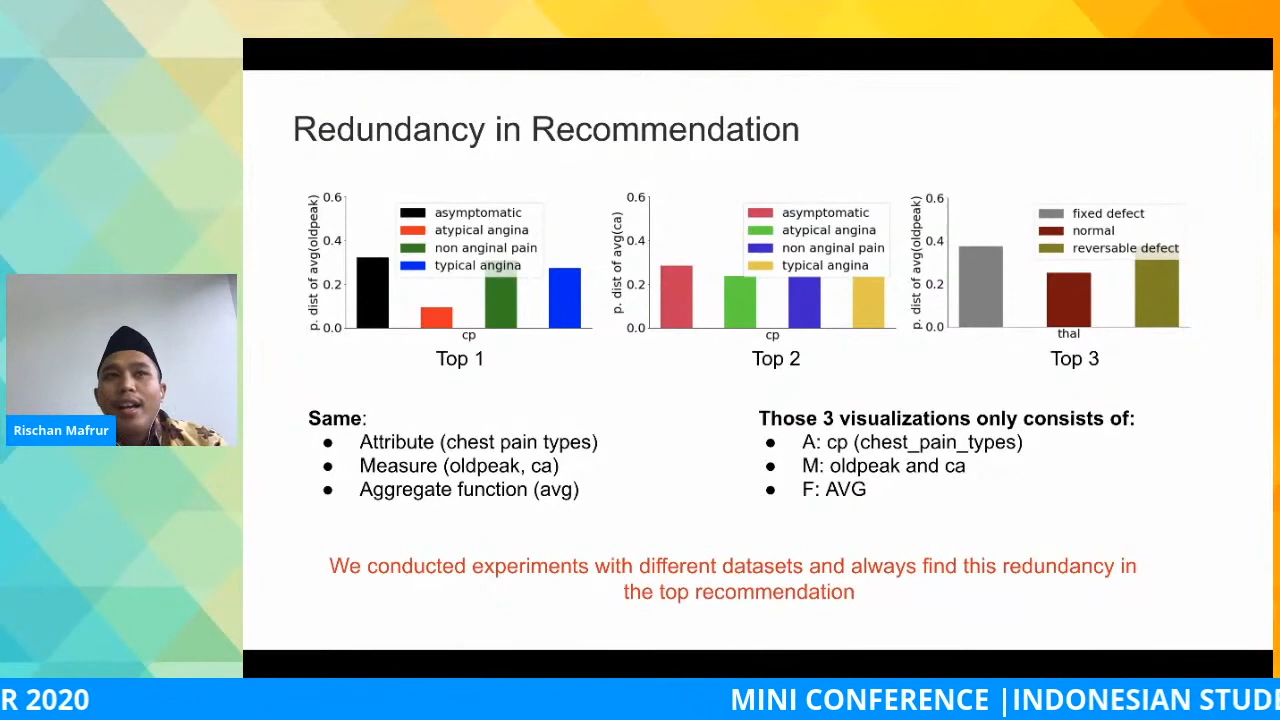 Redundancy in Recommendation
p. dist of avg(oldpeak)
0.6
0.4
0.2
0.0
asymptomatic
atypical angina
non anginal pain
typical angina
cp
Top 1
p. dist of avg(ca)
0.6
0.4
0.2
0.0
asymptomatic
atypical angina
non anginal pain
typical angina
cp
Top 2
p. dist of avg(oldpeak)
0.6
0.4
0.2
0.0
fixed defect
normal
reversable defect
thal
Top 3
Same:
● Attribute (chest pain types)
● Measure (oldpeak, ca)
● Aggregate function (avg)
Those 3 visualizations only consists of:
● A: cp (chest_pain_types)
● M: oldpeak and ca
● F: AVG
We conducted experiments with different datasets and always find this redundancy in
the top recommendation
Rischan Mafrur
R 2020 MINI CONFERENCE |INDONESIAN STUDE